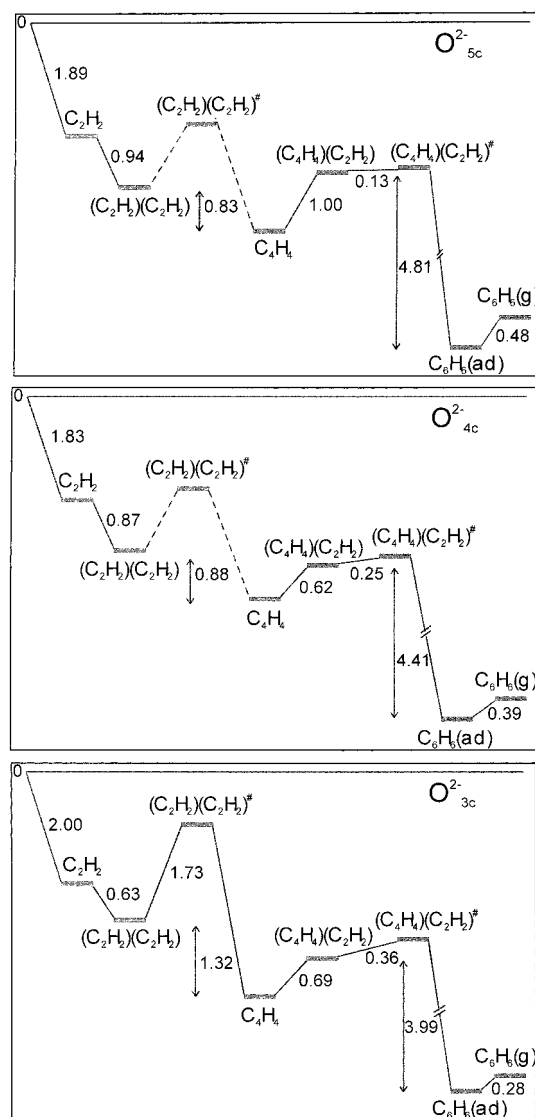 0
O²⁻5c
1.89
C₂H₂
(C₂H₂)(C₂H₂)#
0.94
(C₄H₄)(C₂H₂)
(C₄H₄)(C₂H₂)#
(C₂H₂)(C₂H₂)
0.83
1.00
0.13
C₄H₄
4.81
C₆H₆(g)
0.48
C₆H₆(ad)
0
O²⁻4c
1.83
(C₂H₂)(C₂H₂)#
C₂H₂
0.87
(C₄H₄)(C₂H₂)
(C₄H₄)(C₂H₂)#
(C₂H₂)(C₂H₂)
0.88
0.62
0.25
C₄H₄
4.41
C₆H₆(g)
0.39
C₆H₆(ad)
0
O²⁻3c
(C₂H₂)(C₂H₂)#
2.00
C₂H₂
1.73
0.63
(C₂H₂)(C₂H₂)
(C₄H₄)(C₂H₂)
(C₄H₄)(C₂H₂)#
1.32
0.36
0.69
C₄H₄
3.99
C₆H₆(g)
0.28
C₆H₆(ad)